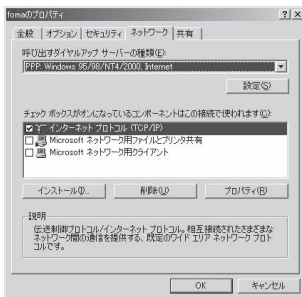 fomaのプロパティ
全般
オプション
セキュリティ
ネットワーク
共有
呼び出すダイヤルアップ サーバーの種類(E):
PPP: Windows 95/98/NT4/2000, Internet
設定(S)
チェック ボックスがオンになっているコンポーネントはこの接続で使われます(O):
インターネット プロトコル (TCP/IP)
Microsoft ネットワーク用ファイルとプリンタ共有
Microsoft ネットワーク用クライアント
インストール(I)...
削除(U)
プロパティ(R)
説明
伝送制御プロトコル/インターネット プロトコル。相互接続されたさまざまな
ネットワーク間の通信を提供する、既定のワイド エリア ネットワーク プロト
コルです。
OK
キャンセル